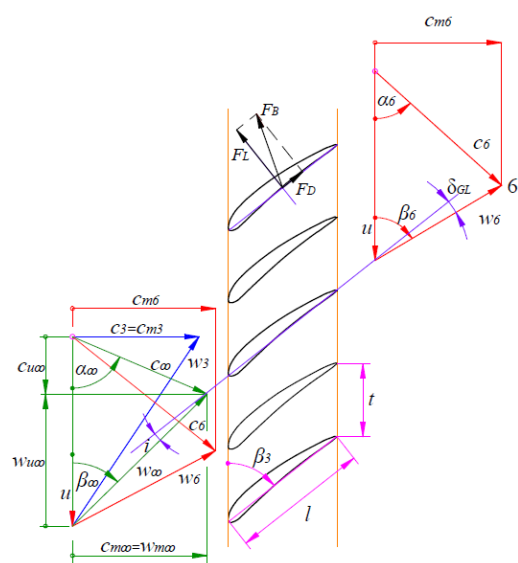 cm6
α6
c6
6
FB
FL
FD
δGL
β6
u
w6
cm6
c3=cm3
w3
cu∞
c∞
α∞
c6
t
wu∞
i
β3
β∞
w∞
w6
u
l
cm∞=wm∞